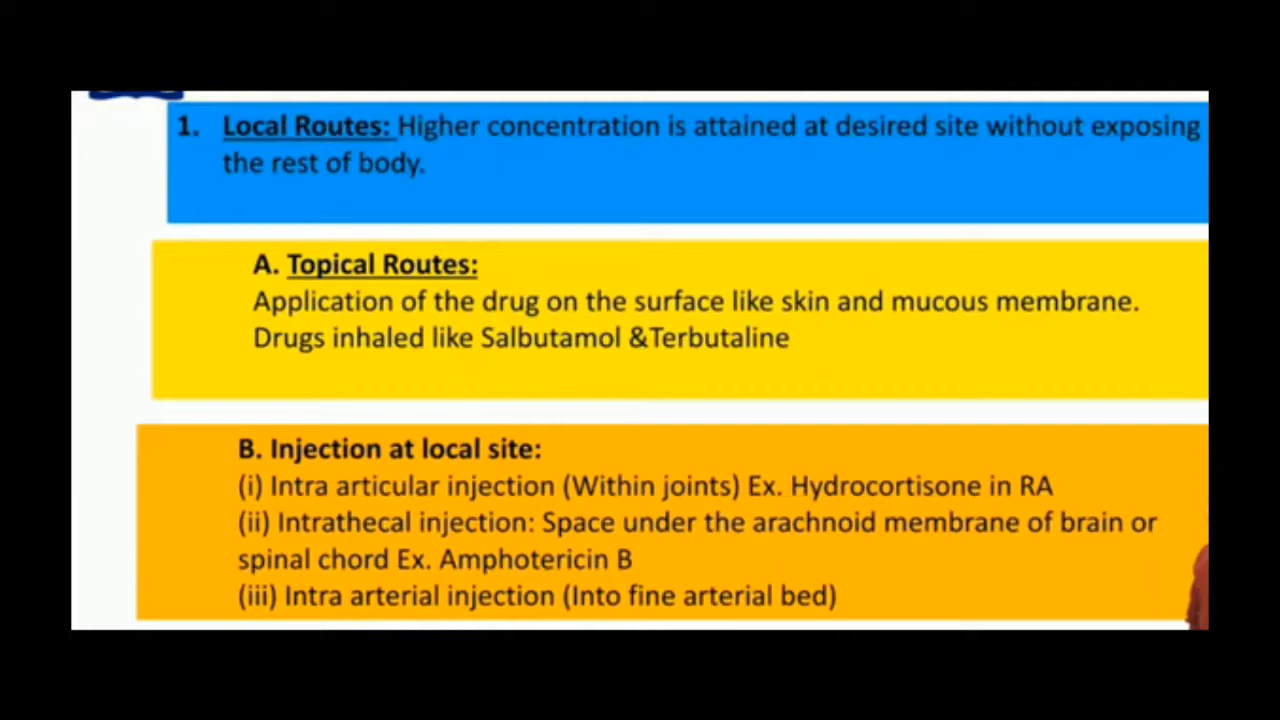 1. Local Routes: Higher concentration is attained at desired site without exposing
the rest of body.
A. Topical Routes:
Application of the drug on the surface like skin and mucous membrane.
Drugs inhaled like Salbutamol &Terbutaline
B. Injection at local site:
(i) Intra articular injection (Within joints) Ex. Hydrocortisone in RA
(ii) Intrathecal injection: Space under the arachnoid membrane of brain or
spinal chord Ex. Amphotericin B
(iii) Intra arterial injection (Into fine arterial bed)